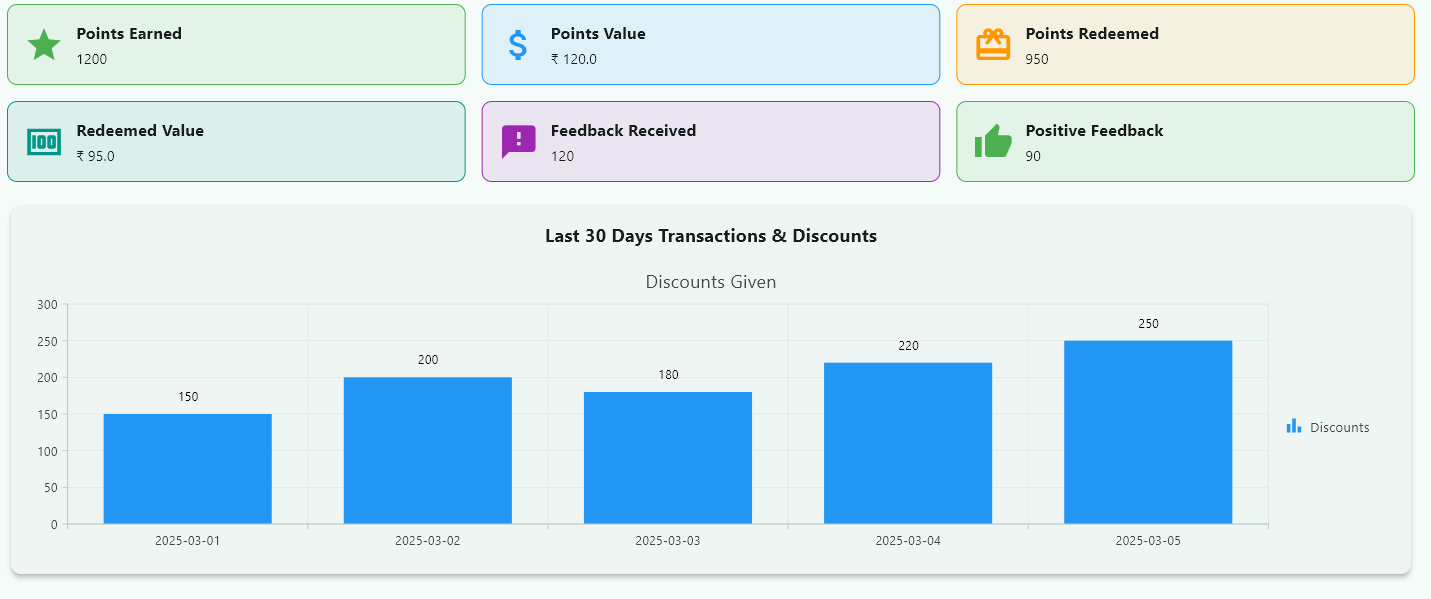 Points Earned
1200
Points Value
₹ 120.0
Points Redeemed
950
Redeemed Value
₹ 95.0
Feedback Received
120
Positive Feedback
90
Last 30 Days Transactions & Discounts
Discounts Given
300
250
200
150
100
50
0
150
200
180
220
250
2025-03-01
2025-03-02
2025-03-03
2025-03-04
2025-03-05
Discounts